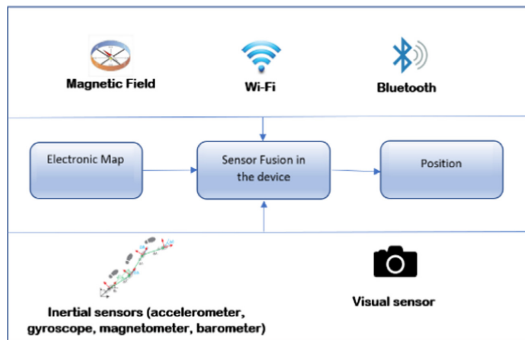 Magnetic Field
Wi-Fi
Bluetooth
Electronic Map
Sensor Fusion in
the device
Position
Inertial sensors (accelerometer,
gyroscope, magnetometer, barometer)
Visual sensor